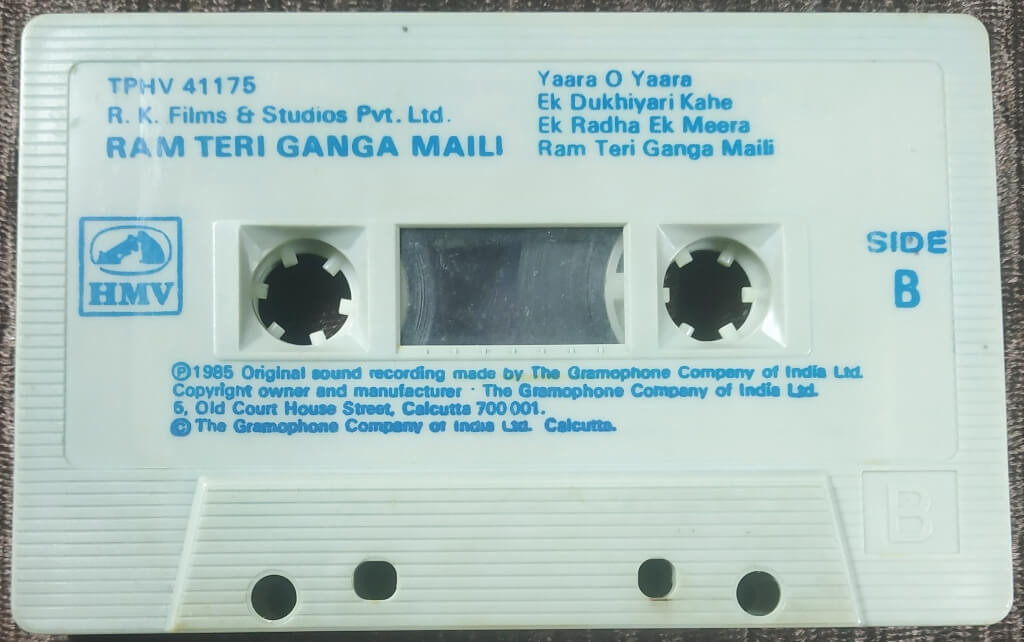 TPHV 41175
R. K. Films & Studios Pvt. Ltd.
RAM TERI GANGA MAILI
Yaara O Yaara
Ek Dukhiyari Kahe
Ek Radha Ek Meera
Ram Teri Ganga Maili
HMV
SIDE
B
Ⓟ1985 Original sound recording made by The Gramophone Company of India Ltd.
Copyright owner and manufacturer · The Gramophone Company of India Ltd.
6, Old Court House Street, Calcutta 700 001.
© The Gramophone Company of India Ltd. Calcutta.
B